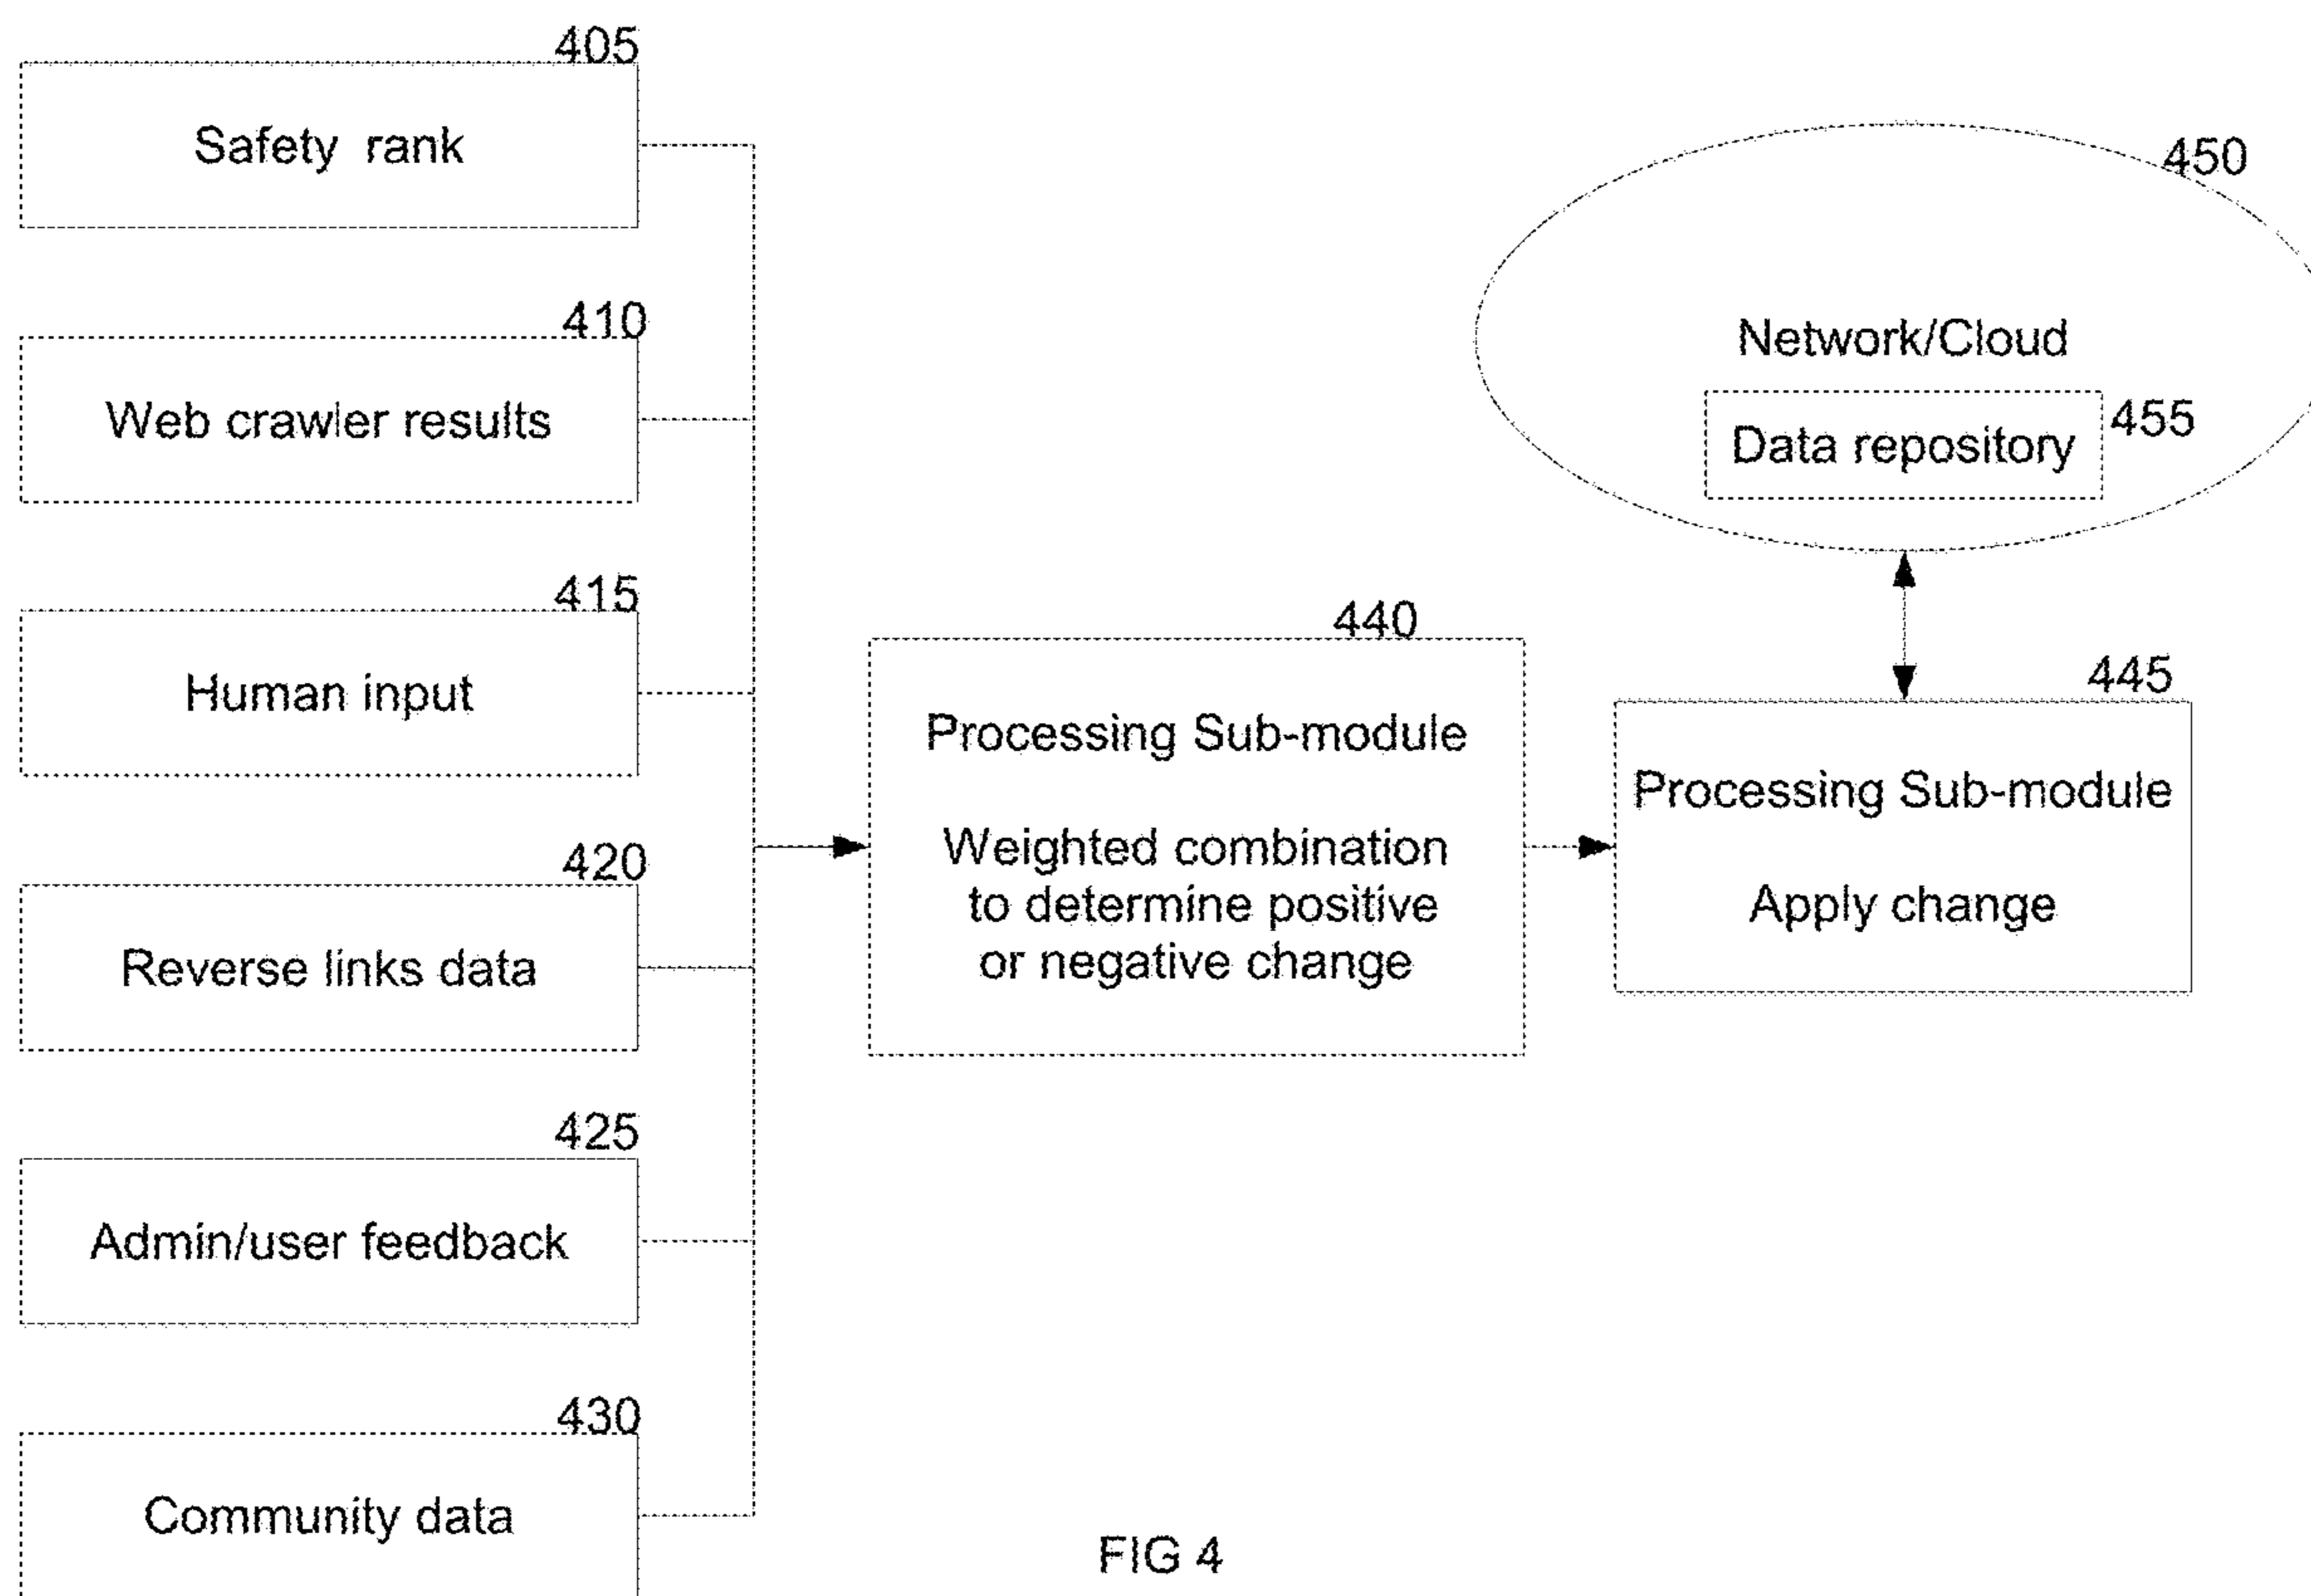 405
Safety rank
410
Web crawler results
415
Human input
420
Reverse links data
425
Admin/user feedback
430
Community data
440
Processing Sub-module
Weighted combination
to determine positive
or negative change
450
Network/Cloud
Data repository
455
445
Processing Sub-module
Apply change
FIG 4